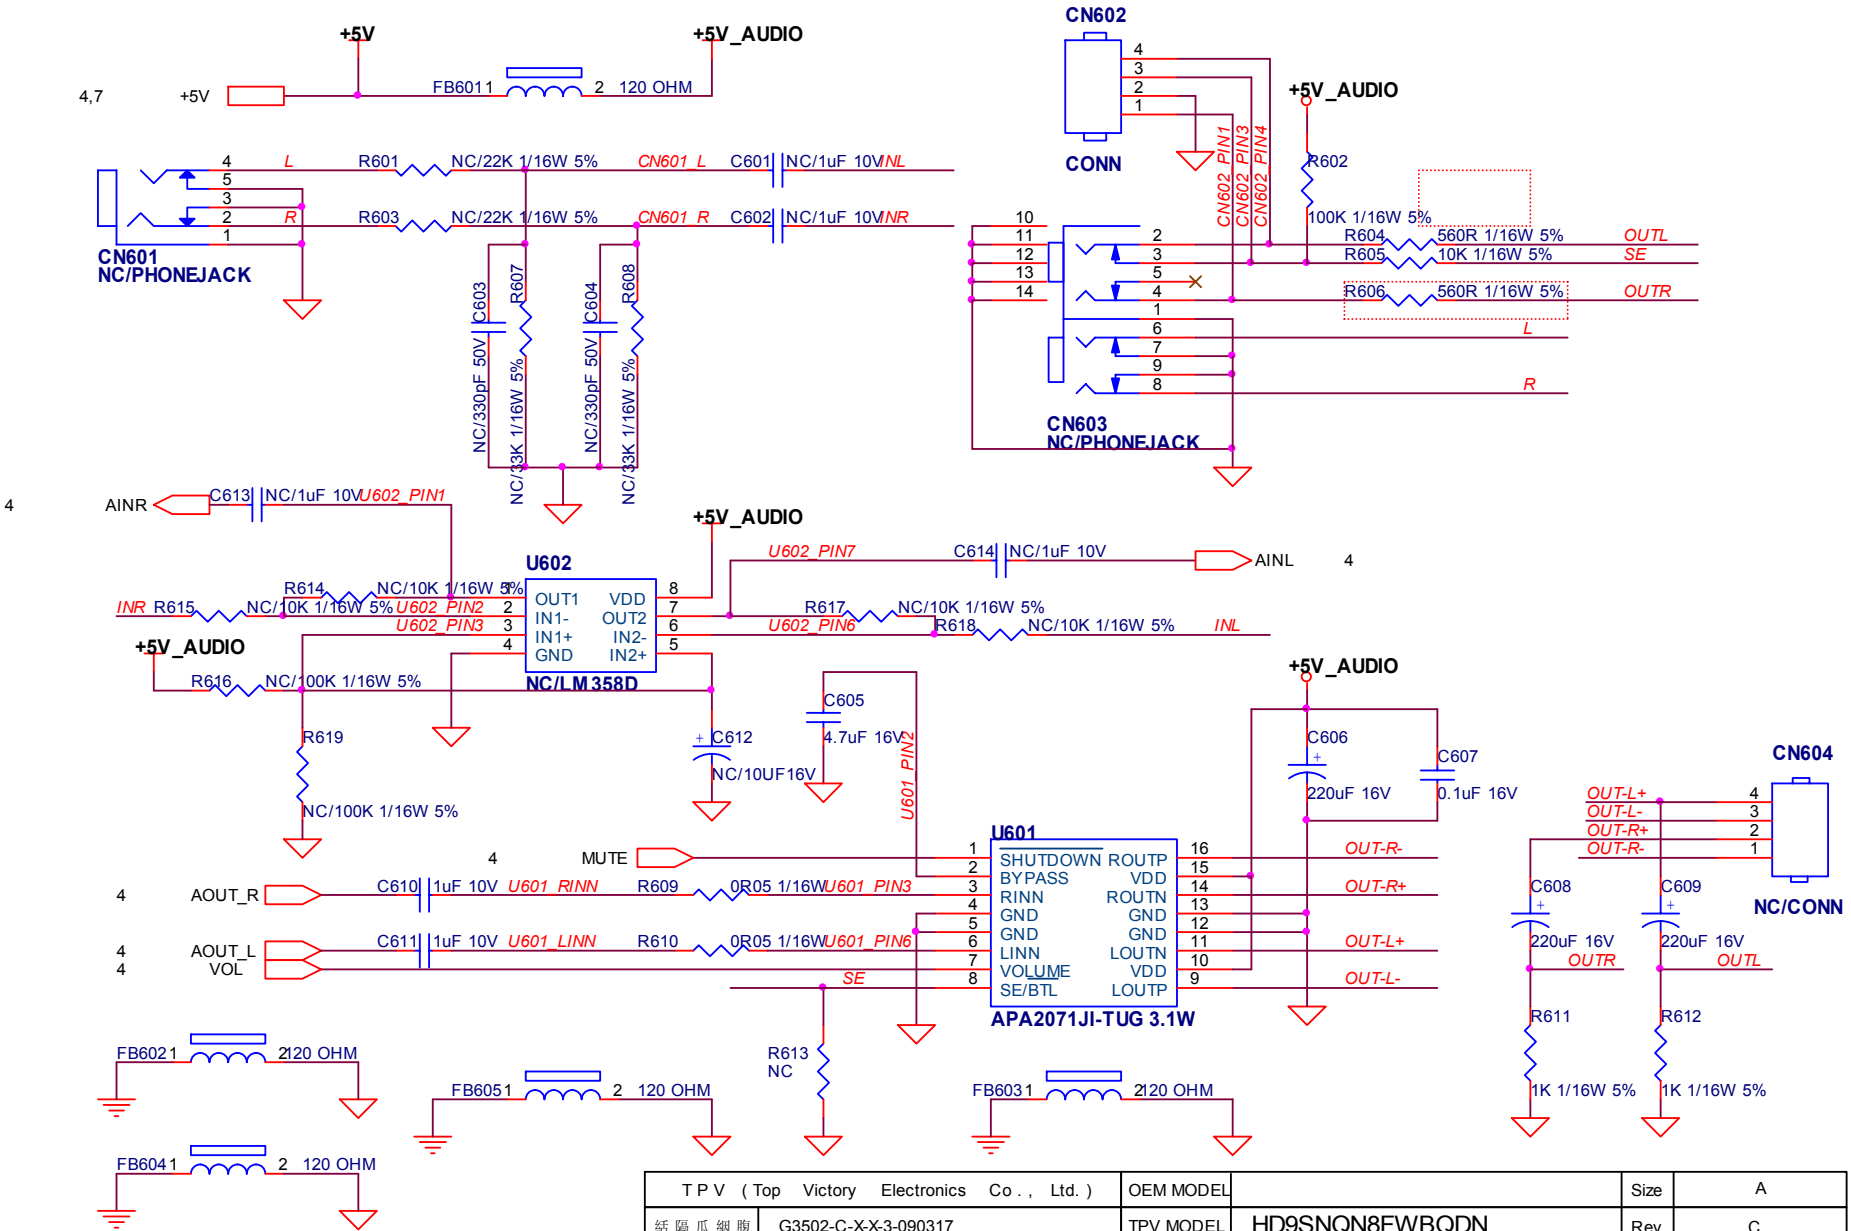 +5V
+5V_AUDIO
4,7
+5V
FB601 1
2
120 OHM
CN602
4
3
2
1
CONN
+5V_AUDIO
R602
100K 1/16W 5%
CN602_PIN1
CN602_PIN3
CN602_PIN4
4
5
3
2
1
L
R
CN601
NC/PHONEJACK
R601
NC/22K 1/16W 5%
CN601_L
C601
NC/1uF 10V
INL
R603
NC/22K 1/16W 5%
CN601_R
C602
NC/1uF 10V
INR
C603
NC/330pF 50V
R607
NC/33K 1/16W 5%
C604
NC/330pF 50V
R608
NC/33K 1/16W 5%
10
11
12
13
14
2
3
5
4
1
6
7
9
8
R604
560R 1/16W 5%
OUTL
R605
10K 1/16W 5%
SE
R606
560R 1/16W 5%
OUTR
L
R
CN603
NC/PHONEJACK
4
AINR
C613
NC/1uF 10V
U602_PIN1
+5V_AUDIO
U602_PIN7
C614
NC/1uF 10V
AINL
4
U602
R614
NC/10K 1/16W 5%
INR
R615
NC/10K 1/16W 5%
U602_PIN2
U602_PIN3
1
2
3
4
OUT1
IN1-
IN1+
GND
VDD
OUT2
IN2-
IN2+
8
7
6
5
NC/LM358D
R617
NC/10K 1/16W 5%
U602_PIN6
R618
NC/10K 1/16W 5%
INL
+5V_AUDIO
R616
NC/100K 1/16W 5%
R619
NC/100K 1/16W 5%
+
C612
NC/10UF16V
C605
4.7uF 16V
U601_PIN2
+5V_AUDIO
C606
+
220uF 16V
C607
0.1uF 16V
CN604
4
3
2
1
OUT-L+
OUT-L-
OUT-R+
OUT-R-
NC/CONN
U601
4
MUTE
4
AOUT_R
C610
1uF 10V
U601_RINN
R609
0R05 1/16W
U601_PIN3
4
AOUT_L
C611
1uF 10V
U601_LINN
R610
0R05 1/16W
U601_PIN6
4
VOL
SE
1
2
3
4
5
6
7
8
SHUTDOWN
BYPASS
RINN
GND
GND
LINN
VOLUME
SE/BTL
ROUTP
VDD
ROUTN
GND
GND
LOUTN
VDD
LOUTP
16
15
14
13
12
11
10
9
OUT-R-
OUT-R+
OUT-L+
OUT-L-
APA2071JI-TUG 3.1W
C608
+
220uF 16V
OUTR
C609
+
220uF 16V
OUTL
R611
1K 1/16W 5%
R612
1K 1/16W 5%
R613
NC
FB602 1
2
120 OHM
FB605 1
2
120 OHM
FB603 1
2
120 OHM
FB604 1
2
120 OHM
T P V ( Top Victory Electronics Co . , Ltd. )
OEM MODEL
Size
A
G3502-C-X-X-3-090317
TPV MODEL
HD9SNQN8FWBQDN
Rev
C